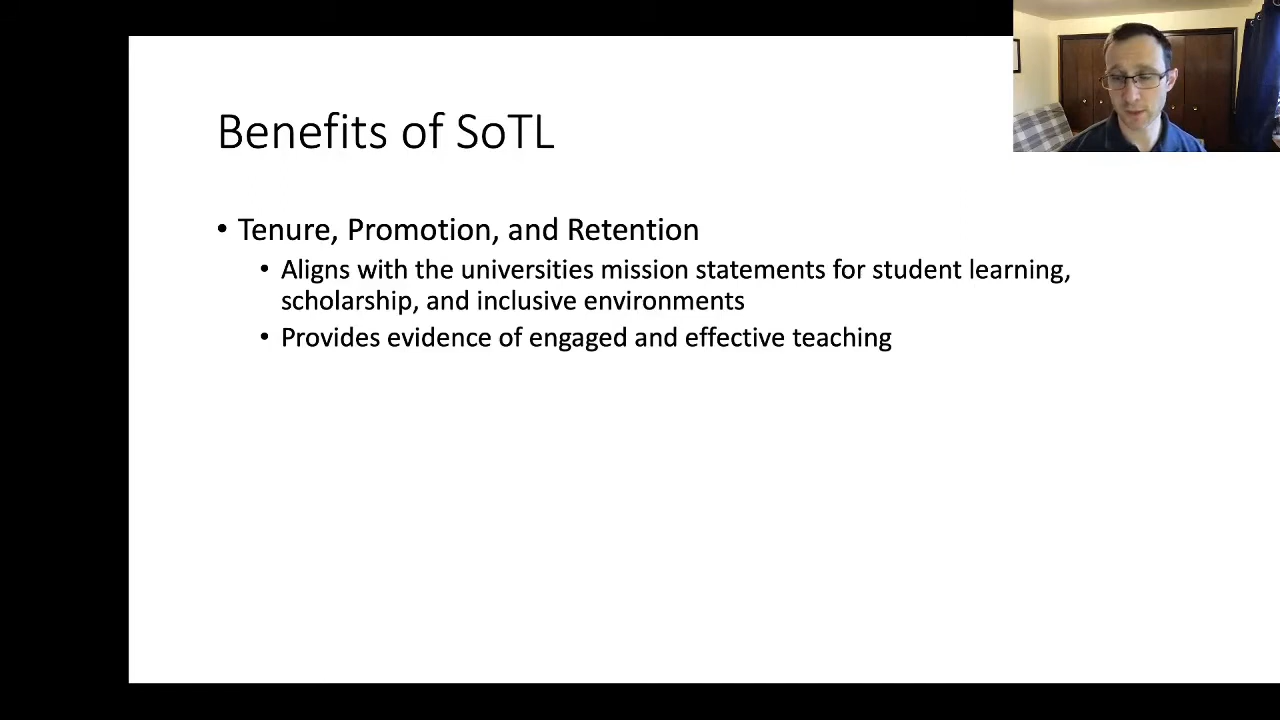 Benefits of SoTL
• Tenure, Promotion, and Retention
• Aligns with the universities mission statements for student learning,
scholarship, and inclusive environments
• Provides evidence of engaged and effective teaching